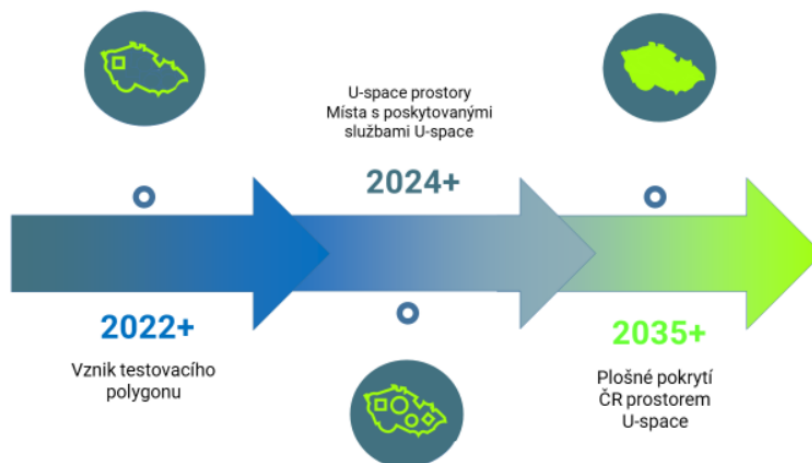 U-space prostory
Místa s poskytovanými
službami U-space
2024+
2022+
Vznik testovacího
polygonu
2035+
Plošné pokrytí
ČR prostorem
U-space